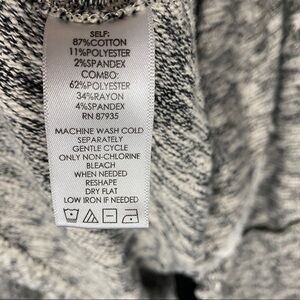 SELF:
87%COTTON
11%POLYESTER
2%SPANDEX
COMBO:
62%POLYESTER
34%RAYON
4%SPANDEX
RN 87935
MACHINE WASH COLD
SEPARATELY
GENTLE CYCLE
ONLY NON-CHLORINE
BLEACH
WHEN NEEDED
RESHAPE
DRY FLAT
LOW IRON IF NEEDED